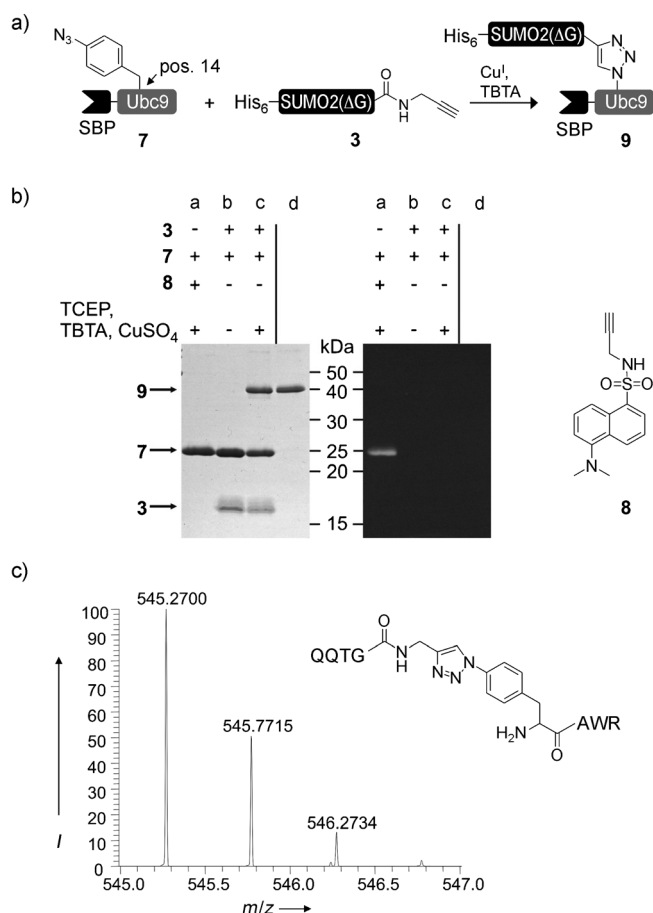 a)
N3
pos. 14
Ubc9
SBP
7
+
His6 SUMO2(ΔG)
O
N
H
3
CuI,
TBTA
His6 SUMO2(ΔG)
N
N
N
Ubc9
SBP
9
b)
a b c d a b c d
3 - + + - + +
7 + + + + + +
8 + - - + - -
TCEP,
TBTA, CuSO4 + - + + - +
kDa
50
9 40
30
7 25
20
3
15
NH
O=S=O
N
8
c)
100
90
80
70
60
50
40
30
20
10
0
I
545.2700
545.7715
546.2734
545.0 545.5 546.0 546.5 547.0
m/z
O
QQTG N
H
N
N=N
H2N AWR
O